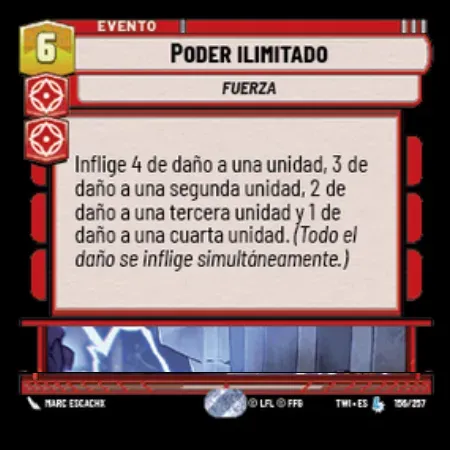 EVENTO
6
PODER ILIMITADO
FUERZA
Inflige 4 de daño a una unidad, 3 de
daño a una segunda unidad, 2 de
daño a una tercera unidad y 1 de
daño a una cuarta unidad. (Todo el
daño se inflige simultáneamente.)
MARC ESCACHX © LFL © FFG TWI • ES 156/257